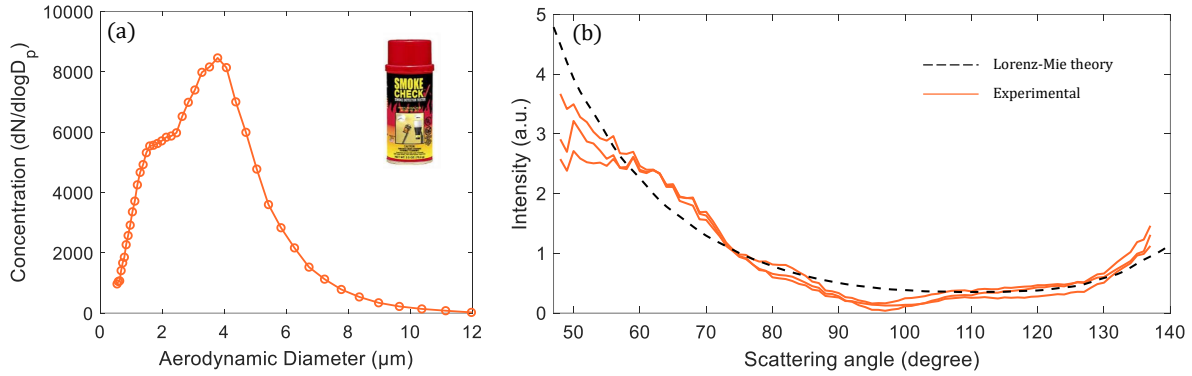 (a)
10000
8000
6000
4000
2000
0
Concentration (dN/dlogDp)
0 2 4 6 8 10 12
Aerodynamic Diameter (μm)
SMOKE
CHECK
(b)
5
4
3
2
1
0
Intensity (a.u.)
Lorenz-Mie theory
Experimental
50 60 70 80 90 100 110 120 130 140
Scattering angle (degree)